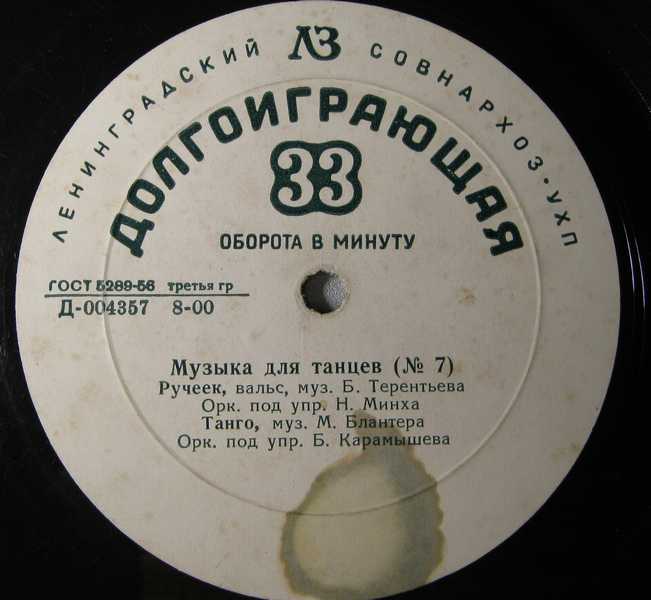 ЛЕНИНГРАДСКИЙ ЛЗ СОВНАРХОЗ·УХП
ДОЛГОИГРАЮЩАЯ
33
ОБОРОТА В МИНУТУ
ГОСТ 5289-56 третья гр
Д-004357 8-00
Музыка для танцев (№ 7)
Ручеек, вальс, муз. Б. Терентьева
Орк. под упр. Н. Минха
Танго, муз. М. Блантера
Орк. под упр. Б. Карамышева